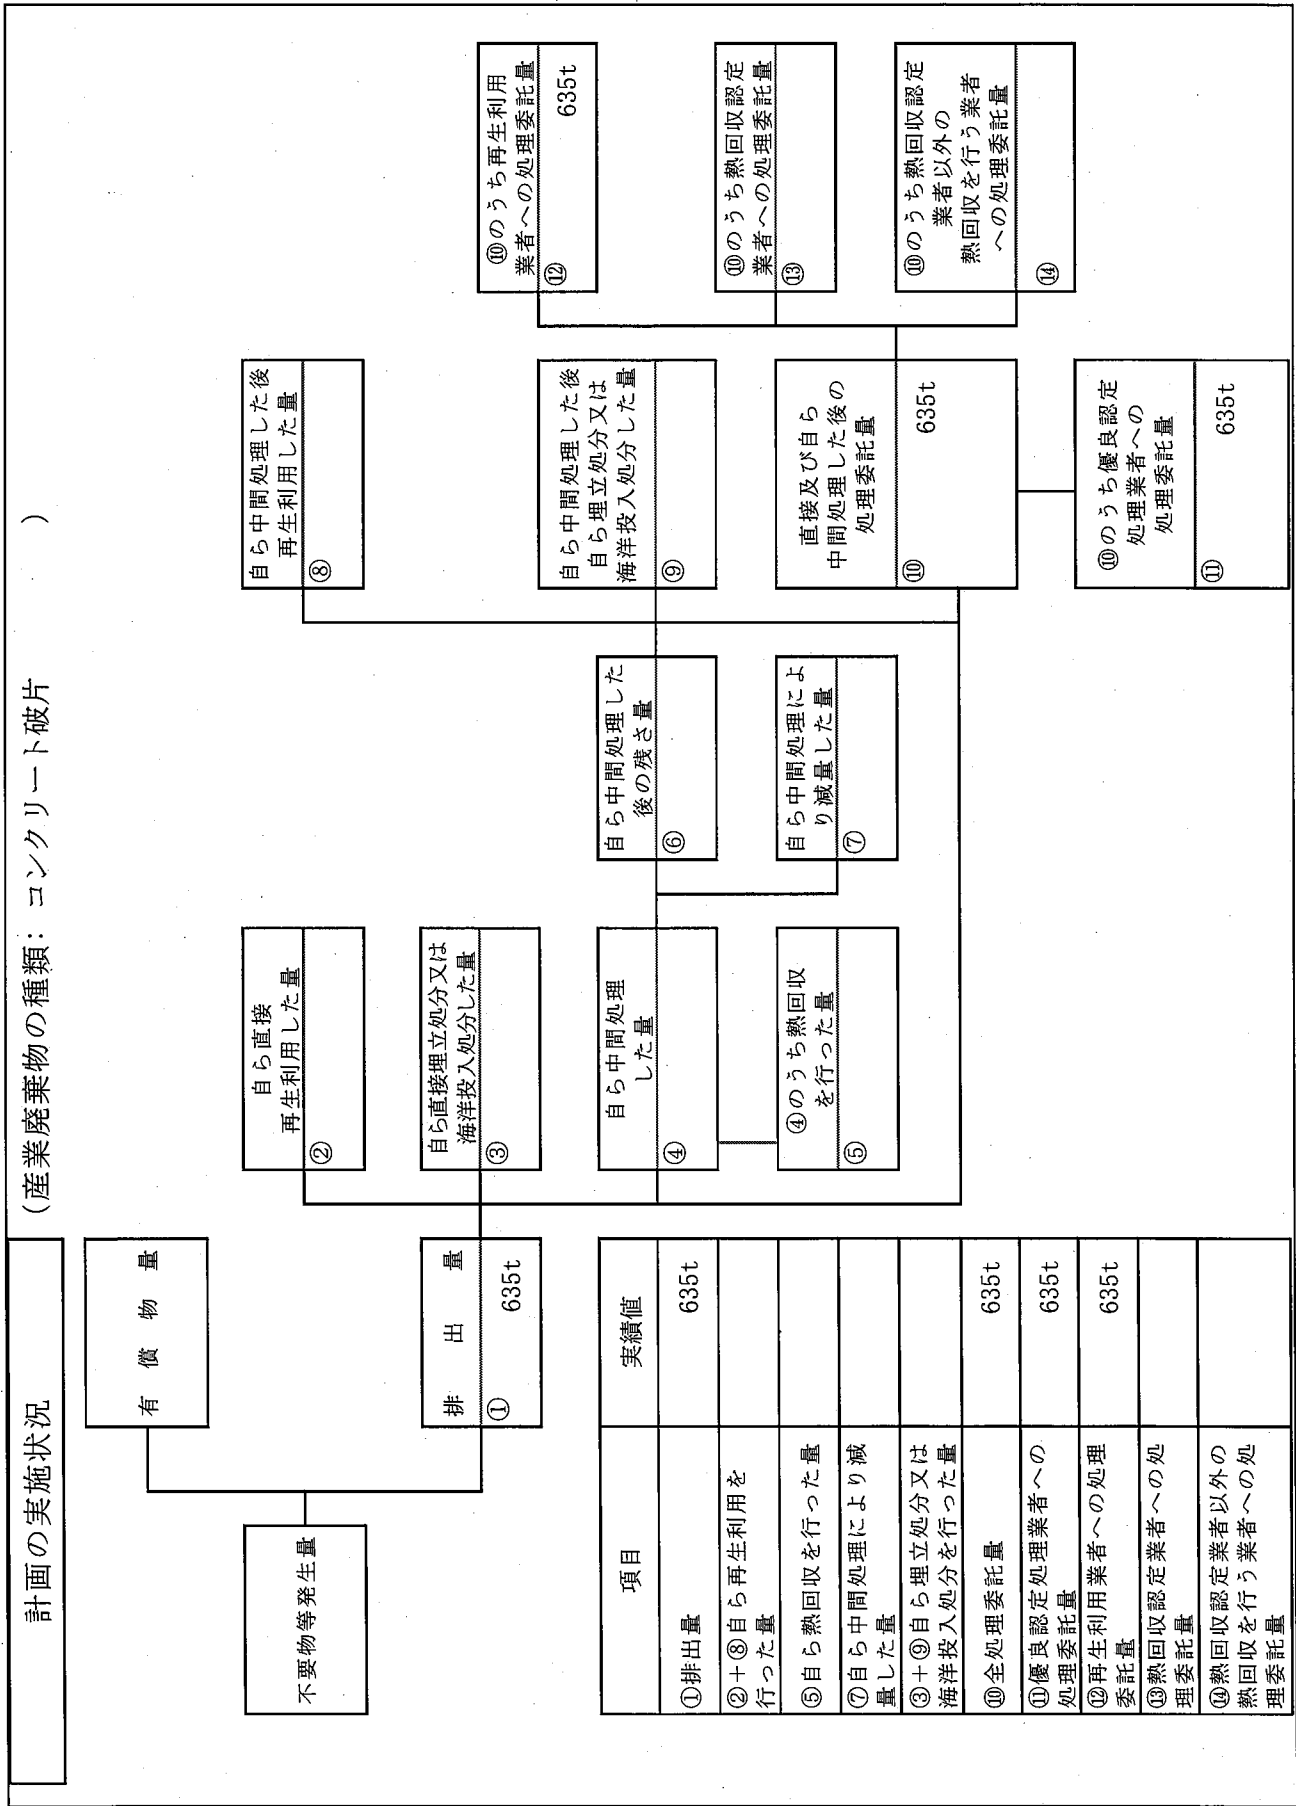 計画の実施状況
(産業廃棄物の種類：コンクリート破片　　　)
不要物等発生量
有償物量
排出量
①
635t
自ら直接
再生利用した量
②
自ら直接埋立処分又は
海洋投入処分した量
③
自ら中間処理
した量
④
④のうち熱回収
を行った量
⑤
自ら中間処理した
後の残さ量
⑥
自ら中間処理によ
り減量した量
⑦
自ら中間処理した後
再生利用した量
⑧
自ら中間処理した後
自ら埋立処分又は
海洋投入処分した量
⑨
直接及び自ら
中間処理した後の
処理委託量
⑩
635t
⑩のうち優良認定
処理業者への
処理委託量
⑪
635t
⑩のうち再生利用
業者への処理委託量
⑫
635t
⑩のうち熱回収認定
業者への処理委託量
⑬
⑩のうち熱回収認定
業者以外の
熱回収を行う業者
への処理委託量
⑭
項目
実績値
①排出量
635t
②＋⑧自ら再生利用を
行った量
⑤自ら熱回収を行った量
⑦自ら中間処理により減
量した量
③＋⑨自ら埋立処分又は
海洋投入処分を行った量
⑩全処理委託量
635t
⑪優良認定処理業者への
処理委託量
635t
⑫再生利用業者への処理
委託量
635t
⑬熱回収認定業者への処
理委託量
⑭熱回収認定業者以外の
熱回収を行う業者への処
理委託量